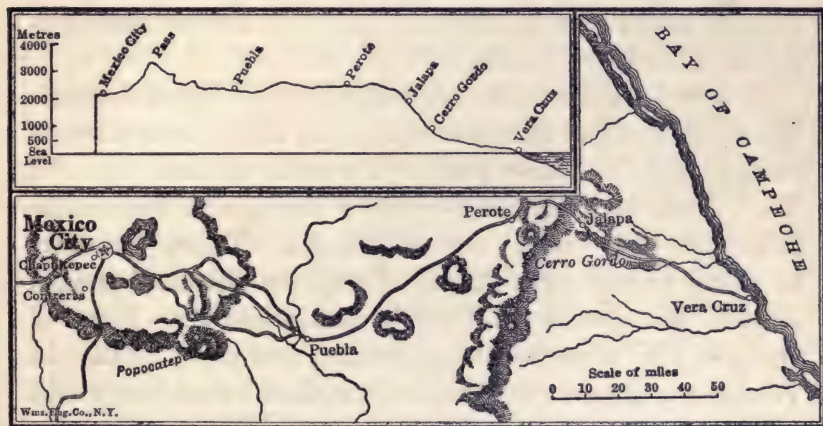 Metres
4000
3000
2000
1000
500
Sea
Level
Mexico City
Pass
Puebla
Perote
Jalapa
Cerro Gordo
Vera Cruz
BAY OF CAMPECHE
Mexico
City
Chapultepec
Contreras
Popocatepetl
Puebla
Perote
Jalapa
Cerro Gordo
Vera Cruz
Scale of miles
0 10 20 30 40 50
Wms. Eng. Co., N.Y.